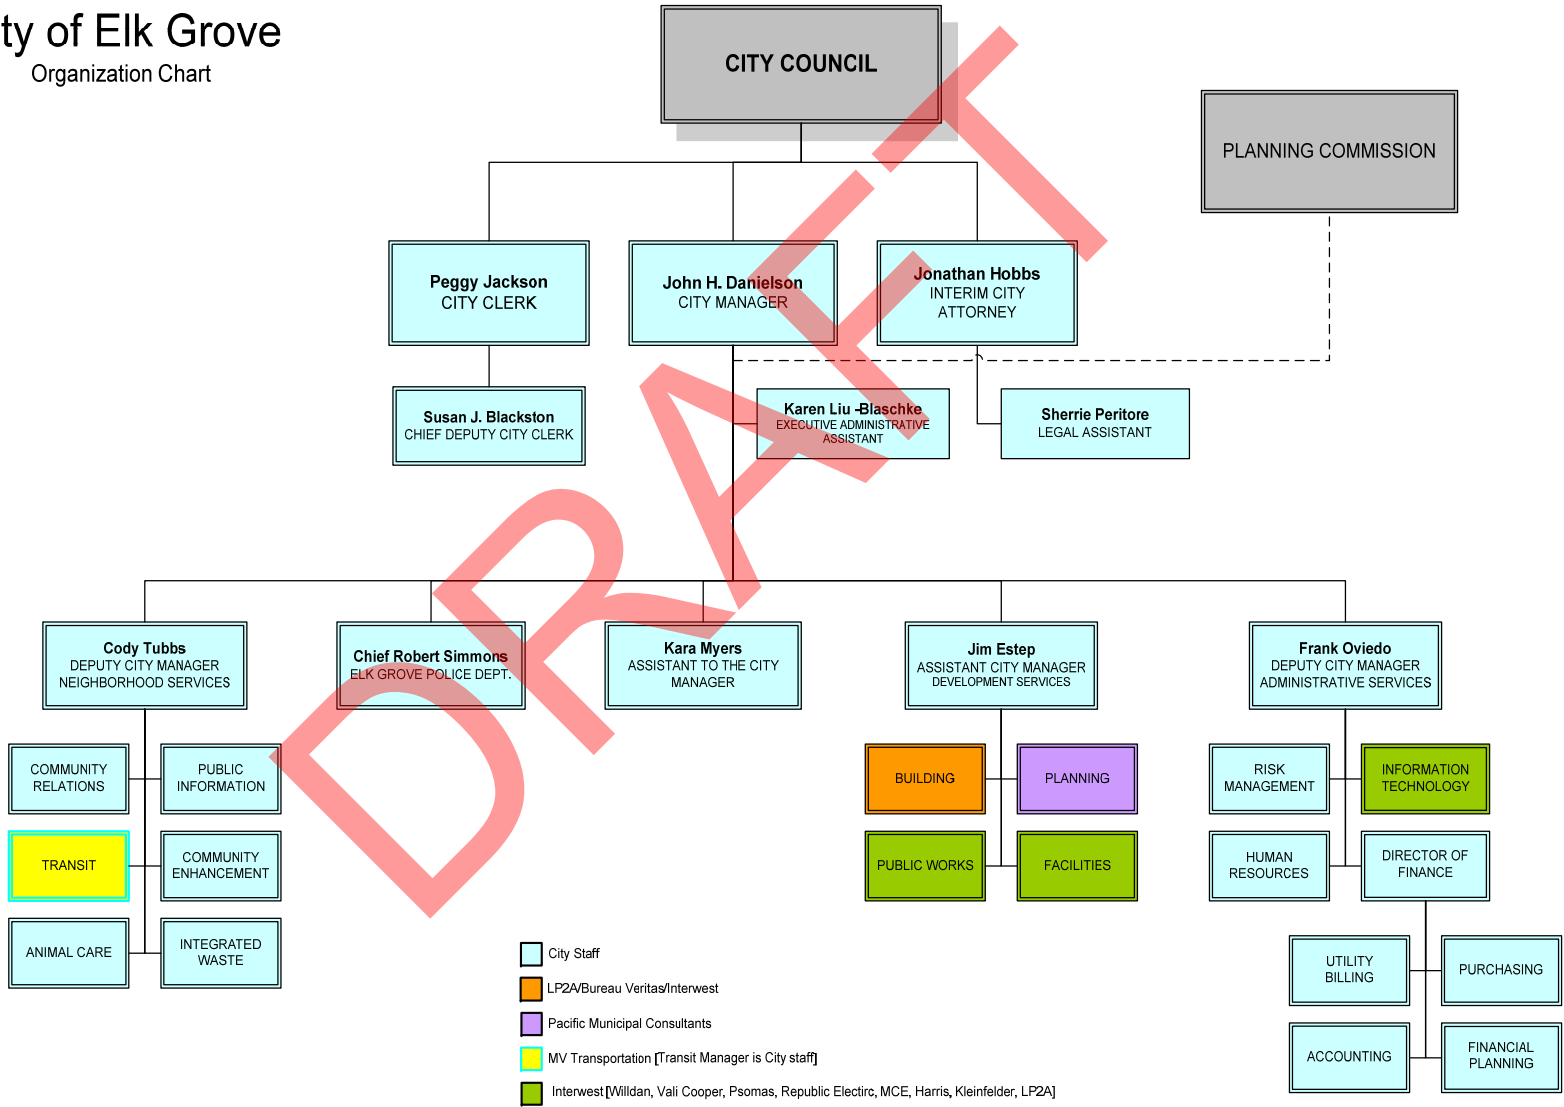 ty of Elk Grove
Organization Chart
CITY COUNCIL
PLANNING COMMISSION
Peggy Jackson
CITY CLERK
John H. Danielson
CITY MANAGER
Jonathan Hobbs
INTERIM CITY
ATTORNEY
Susan J. Blackston
CHIEF DEPUTY CITY CLERK
Karen Liu -Blaschke
EXECUTIVE ADMINISTRATIVE
ASSISTANT
Sherrie Peritore
LEGAL ASSISTANT
Cody Tubbs
DEPUTY CITY MANAGER
NEIGHBORHOOD SERVICES
Chief Robert Simmons
ELK GROVE POLICE DEPT.
Kara Myers
ASSISTANT TO THE CITY
MANAGER
Jim Estep
ASSISTANT CITY MANAGER
DEVELOPMENT SERVICES
Frank Oviedo
DEPUTY CITY MANAGER
ADMINISTRATIVE SERVICES
COMMUNITY
RELATIONS
PUBLIC
INFORMATION
TRANSIT
COMMUNITY
ENHANCEMENT
ANIMAL CARE
INTEGRATED
WASTE
BUILDING
PLANNING
PUBLIC WORKS
FACILITIES
RISK
MANAGEMENT
INFORMATION
TECHNOLOGY
HUMAN
RESOURCES
DIRECTOR OF
FINANCE
UTILITY
BILLING
PURCHASING
ACCOUNTING
FINANCIAL
PLANNING
City Staff
LP2A/Bureau Veritas/Interwest
Pacific Municipal Consultants
MV Transportation [Transit Manager is City staff]
Interwest [Willdan, Vali Cooper, Psomas, Republic Electirc, MCE, Harris, Kleinfelder, LP2A]
DRAFT